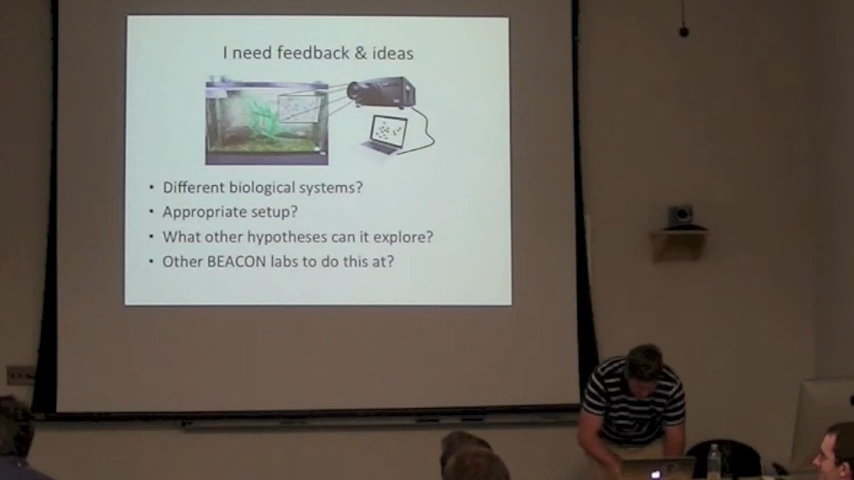 I need feedback & ideas
• Different biological systems?
• Appropriate setup?
• What other hypotheses can it explore?
• Other BEACON labs to do this at?